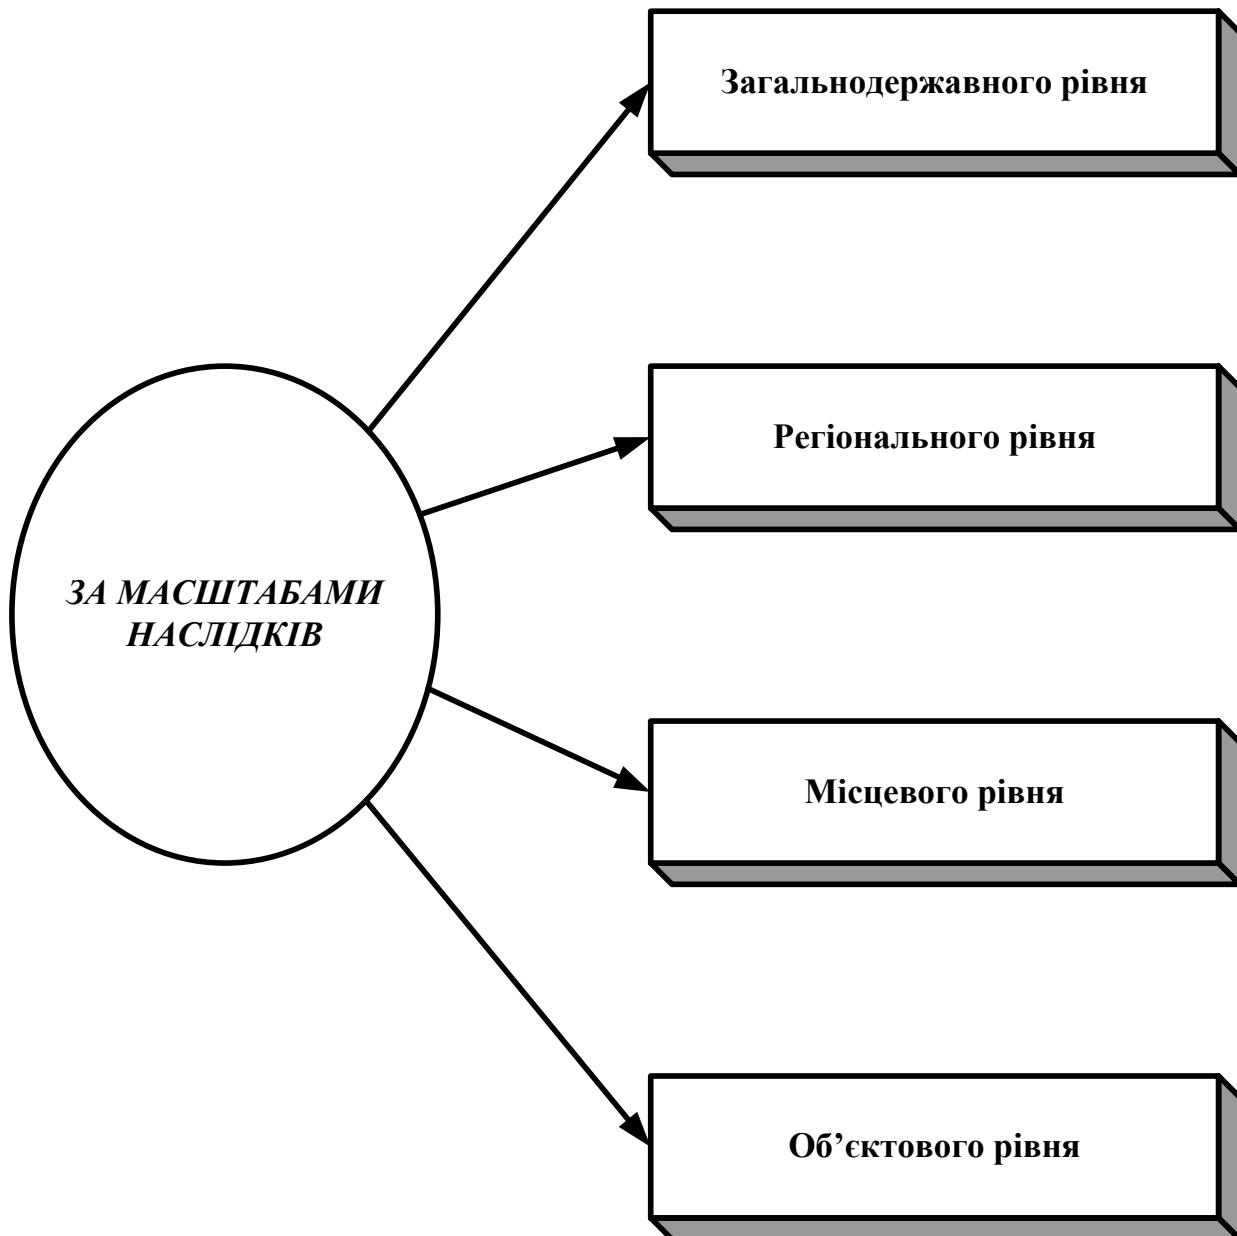 Загальнодержавного рівня
Регіонального рівня
ЗА МАСШТАБАМИ
НАСЛІДКІВ
Місцевого рівня
Об’єктового рівня